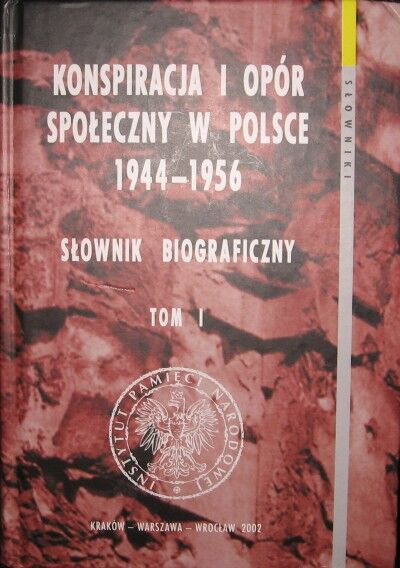 SŁOWNIKI
KONSPIRACJA I OPÓR
SPOŁECZNY W POLSCE
1944–1956
SŁOWNIK BIOGRAFICZNY
TOM I
INSTYTUT PAMIĘCI NARODOWEJ
KRAKÓW – WARSZAWA – WROCŁAW 2002